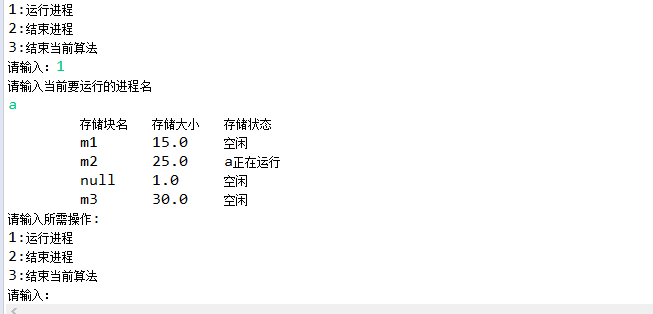 1:运行进程
2:结束进程
3:结束当前算法
请输入：1
请输入当前要运行的进程名
a
存储块名 存储大小 存储状态
m1 15.0 空闲
m2 25.0 a正在运行
null 1.0 空闲
m3 30.0 空闲
请输入所需操作:
1:运行进程
2:结束进程
3:结束当前算法
请输入：